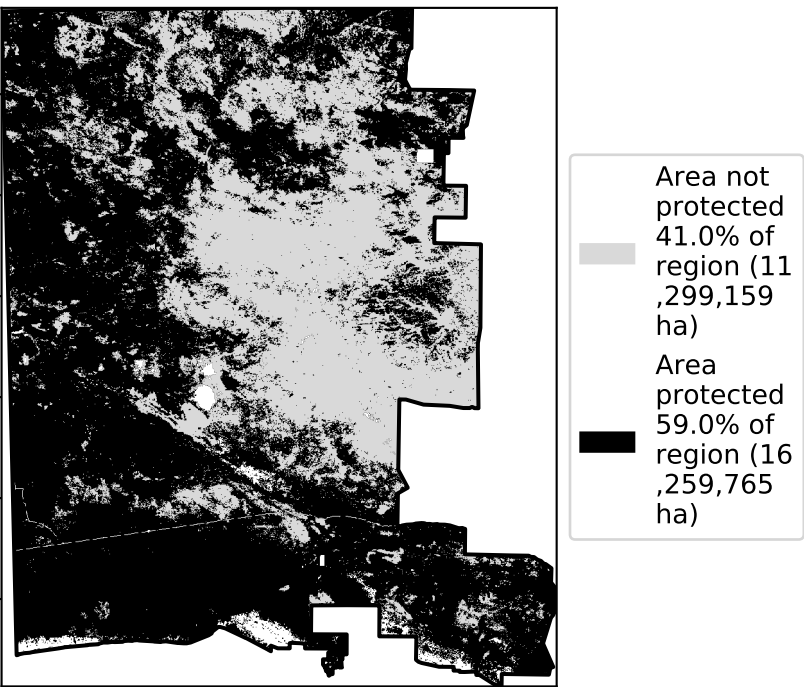 Area not
protected
41.0% of
region (11
,299,159
ha)
Area
protected
59.0% of
region (16
,259,765
ha)